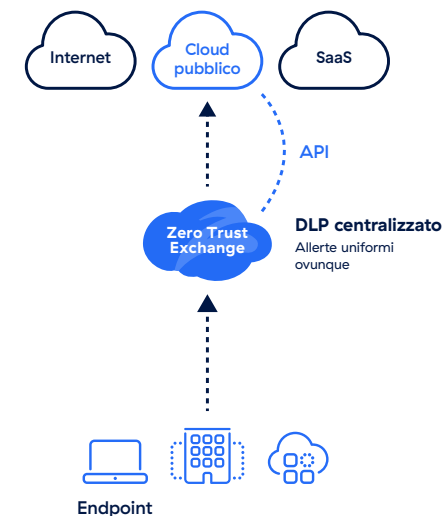 Internet
Cloud
pubblico
SaaS
API
Zero Trust
Exchange
DLP centralizzato
Allerte uniformi
ovunque
Endpoint